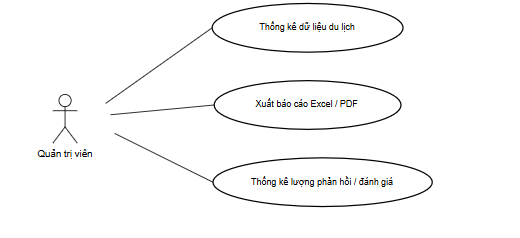 Thống kê dữ liệu du lịch
Xuất báo cáo Excel / PDF
Quản trị viên
Thống kê lượng phản hồi / đánh giá